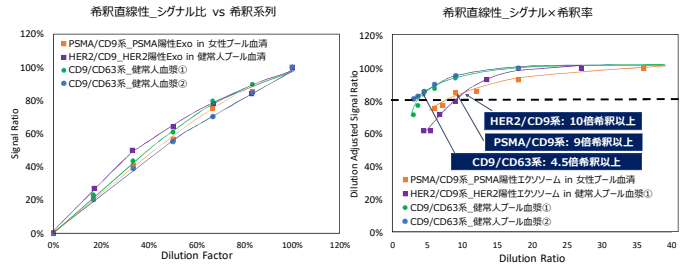 希釈直線性_シグナル比 vs 希釈系列
PSMA/CD9系_PSMA陽性Exo in 女性プール血清
HER2/CD9_HER2陽性Exo in 健常人プール血漿
CD9/CD63系_健常人血漿①
CD9/CD63系_健常人血漿②
Signal Ratio
120%
100%
80%
60%
40%
20%
0%
0% 20% 40% 60% 80% 100% 120%
Dilution Factor
希釈直線性_シグナル×希釈率
Dilution Adjusted Signal Ratio
120%
100%
80%
60%
40%
20%
0%
HER2/CD9系: 10倍希釈以上
PSMA/CD9系: 9倍希釈以上
CD9/CD63系: 4.5倍希釈以上
PSMA/CD9系_PSMA陽性エクソソーム in 女性プール血清
HER2/CD9系_HER2陽性エクソソーム in 健常人プール血漿①
CD9/CD63系_健常人プール血漿①
CD9/CD63系_健常人プール血漿②
0 5 10 15 20 25 30 35 40
Dilution Ratio